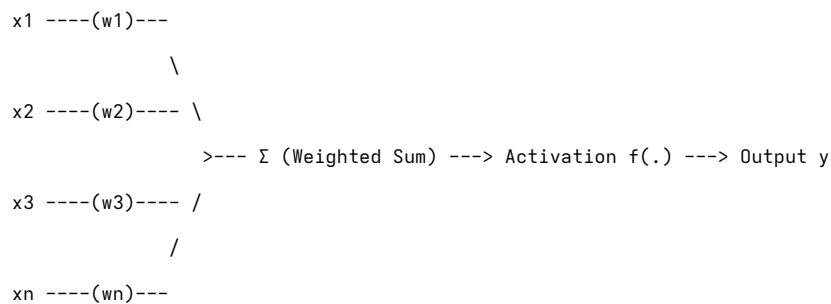 x1 ----(w1)---
\
x2 ----(w2)---- \
>--- Σ (Weighted Sum) ---> Activation f(.) ---> Output y
x3 ----(w3)---- /
/
xn ----(wn)---